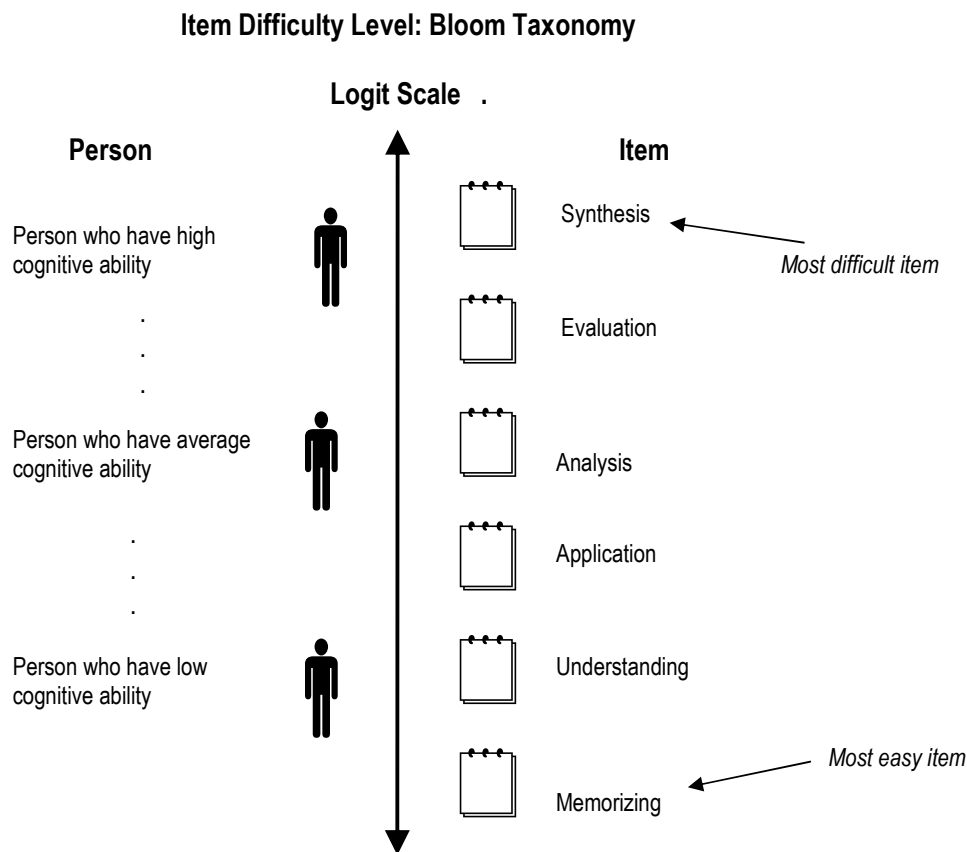 Item Difficulty Level: Bloom Taxonomy
Logit Scale .
Person
Item
Person who have high
cognitive ability
.
.
.
Person who have average
cognitive ability
.
.
.
Person who have low
cognitive ability
Synthesis
Most difficult item
Evaluation
Analysis
Application
Understanding
Most easy item
Memorizing